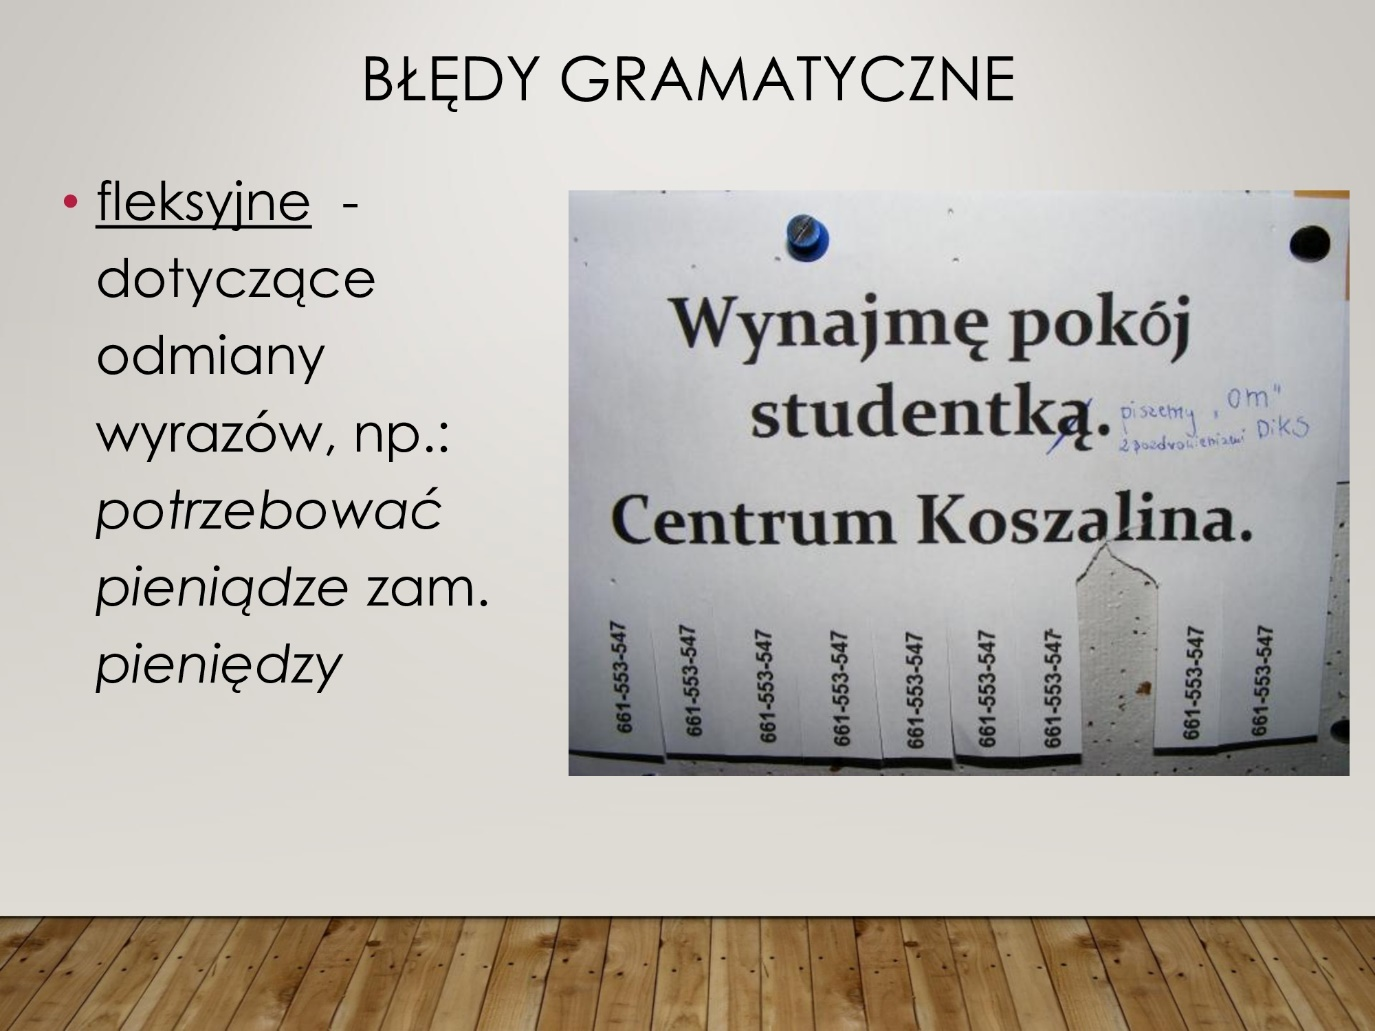 BŁĘDY GRAMATYCZNE
• fleksyjne -
dotyczące
odmiany
wyrazów, np.:
potrzebować
pieniądze zam.
pieniędzy
Wynajmę pokój
studentką.
piszemy „om"
z pozdrowieniami DiKS
Centrum Koszalina.
661-553-547
661-553-547
661-553-547
661-553-547
661-553-547
661-553-547
661-553-547
661-553-547
661-553-547